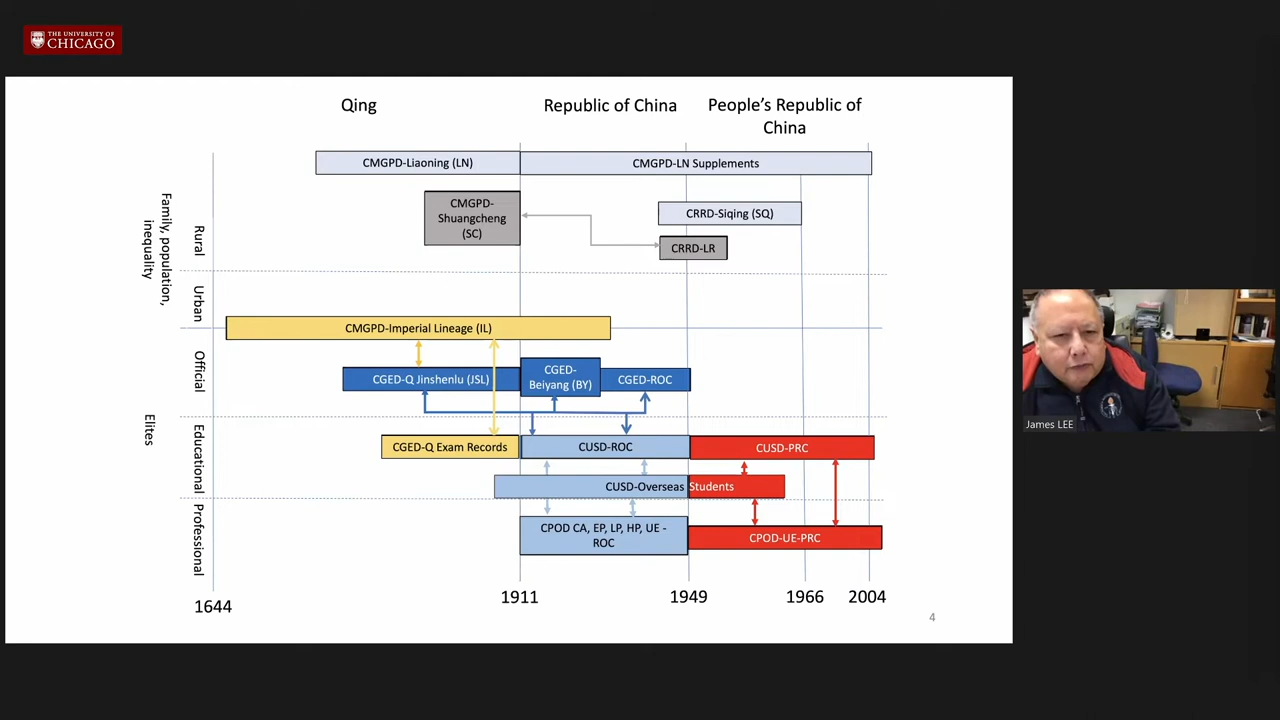 THE UNIVERSITY OF
CHICAGO
Qing
Republic of China
People's Republic of
China
CMGPD-Liaoning (LN)
CMGPD-LN Supplements
Family, population,
inequality
Rural
CMGPD-
Shuangcheng
(SC)
CRRD-Siqing (SQ)
CRRD-LR
Urban
CMGPD-Imperial Lineage (IL)
Elites
Official
CGED-Q Jinshenlu (JSL)
CGED-
Beiyang (BY)
CGED-ROC
Educational
CGED-Q Exam Records
CUSD-ROC
CUSD-PRC
CUSD-Overseas Students
Professional
CPOD CA, EP, LP, HP, UE -
ROC
CPOD-UE-PRC
1644
1911
1949
1966
2004
4
James LEE